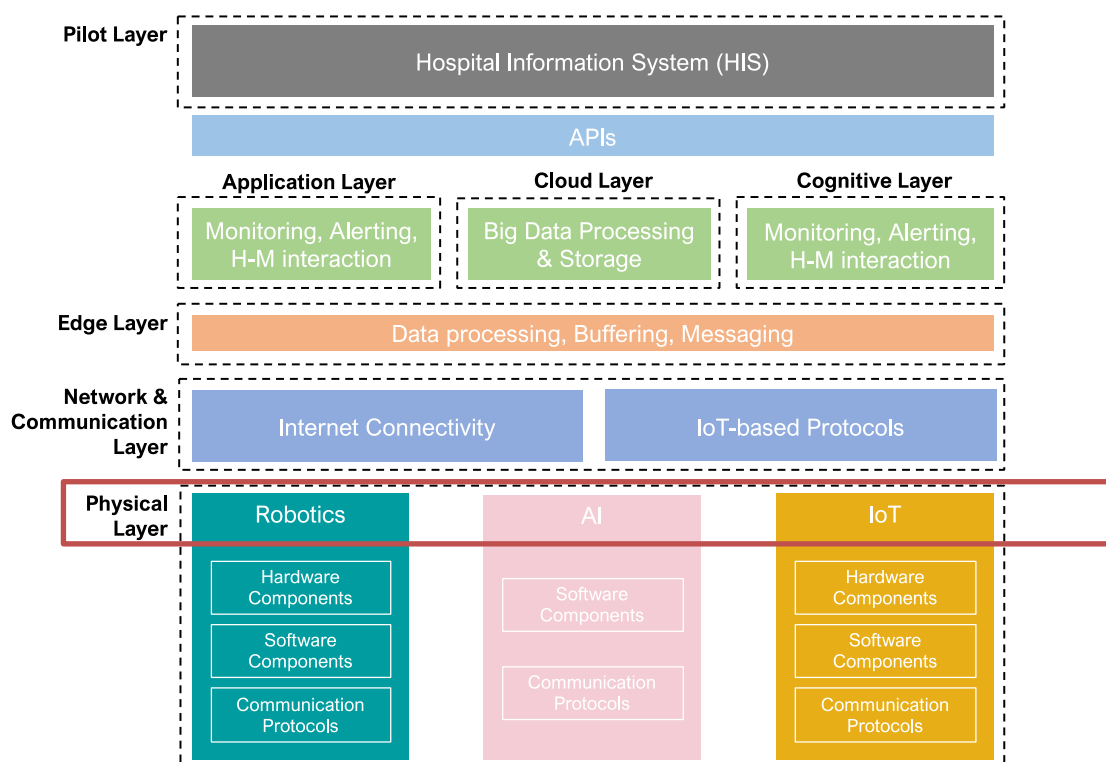 Pilot Layer
Hospital Information System (HIS)
APIs
Application Layer
Cloud Layer
Cognitive Layer
Monitoring, Alerting,
H-M interaction
Big Data Processing
& Storage
Monitoring, Alerting,
H-M interaction
Edge Layer
Data processing, Buffering, Messaging
Network &
Communication
Layer
Internet Connectivity
IoT-based Protocols
Physical
Layer
Robotics
AI
IoT
Hardware
Components
Software
Components
Communication
Protocols
Software
Components
Communication
Protocols
Hardware
Components
Software
Components
Communication
Protocols